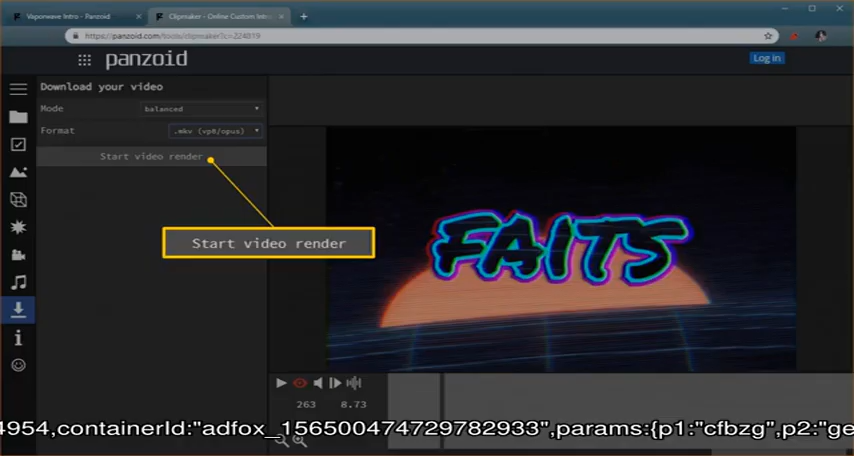 Vaporwave Intro - Panzoid
Clipmaker - Online Custom Intro
https://panzoid.com/tools/clipmaker?c=224819
panzoid
Log in
Download your video
Mode
balanced
Format
.mkv (vp8/opus)
Start video render
Start video render
FAITS
263
8.73
4954,containerId:"adfox_156500474729782933",params:{p1:"cfbzg",p2:"ge